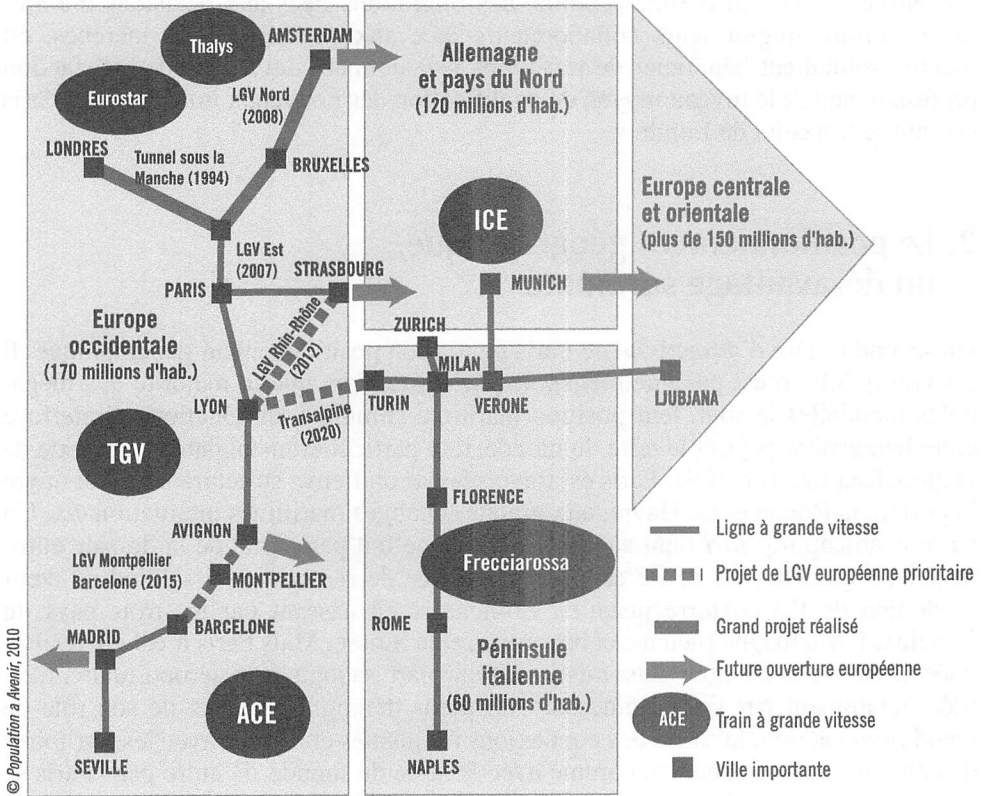 Thalys
AMSTERDAM
Eurostar
LGV Nord
(2008)
LONDRES
Tunnel sous la
Manche (1994)
BRUXELLES
Allemagne
et pays du Nord
(120 millions d'hab.)
ICE
Europe centrale
et orientale
(plus de 150 millions d'hab.)
LGV Est
(2007)
STRASBOURG
PARIS
MUNICH
Europe
occidentale
(170 millions d'hab.)
LGV Rhin-Rhône
(2012)
ZURICH
MILAN
LYON
Transalpine
(2020)
TURIN
VERONE
LJUBJANA
TGV
FLORENCE
AVIGNON
LGV Montpellier
Barcelone (2015)
MONTPELLIER
Frecciarossa
BARCELONE
MADRID
ROME
Péninsule
italienne
(60 millions d'hab.)
ACE
SEVILLE
NAPLES
Ligne à grande vitesse
Projet de LGV européenne prioritaire
Grand projet réalisé
Future ouverture européenne
ACE
Train à grande vitesse
Ville importante
© Population & Avenir, 2010